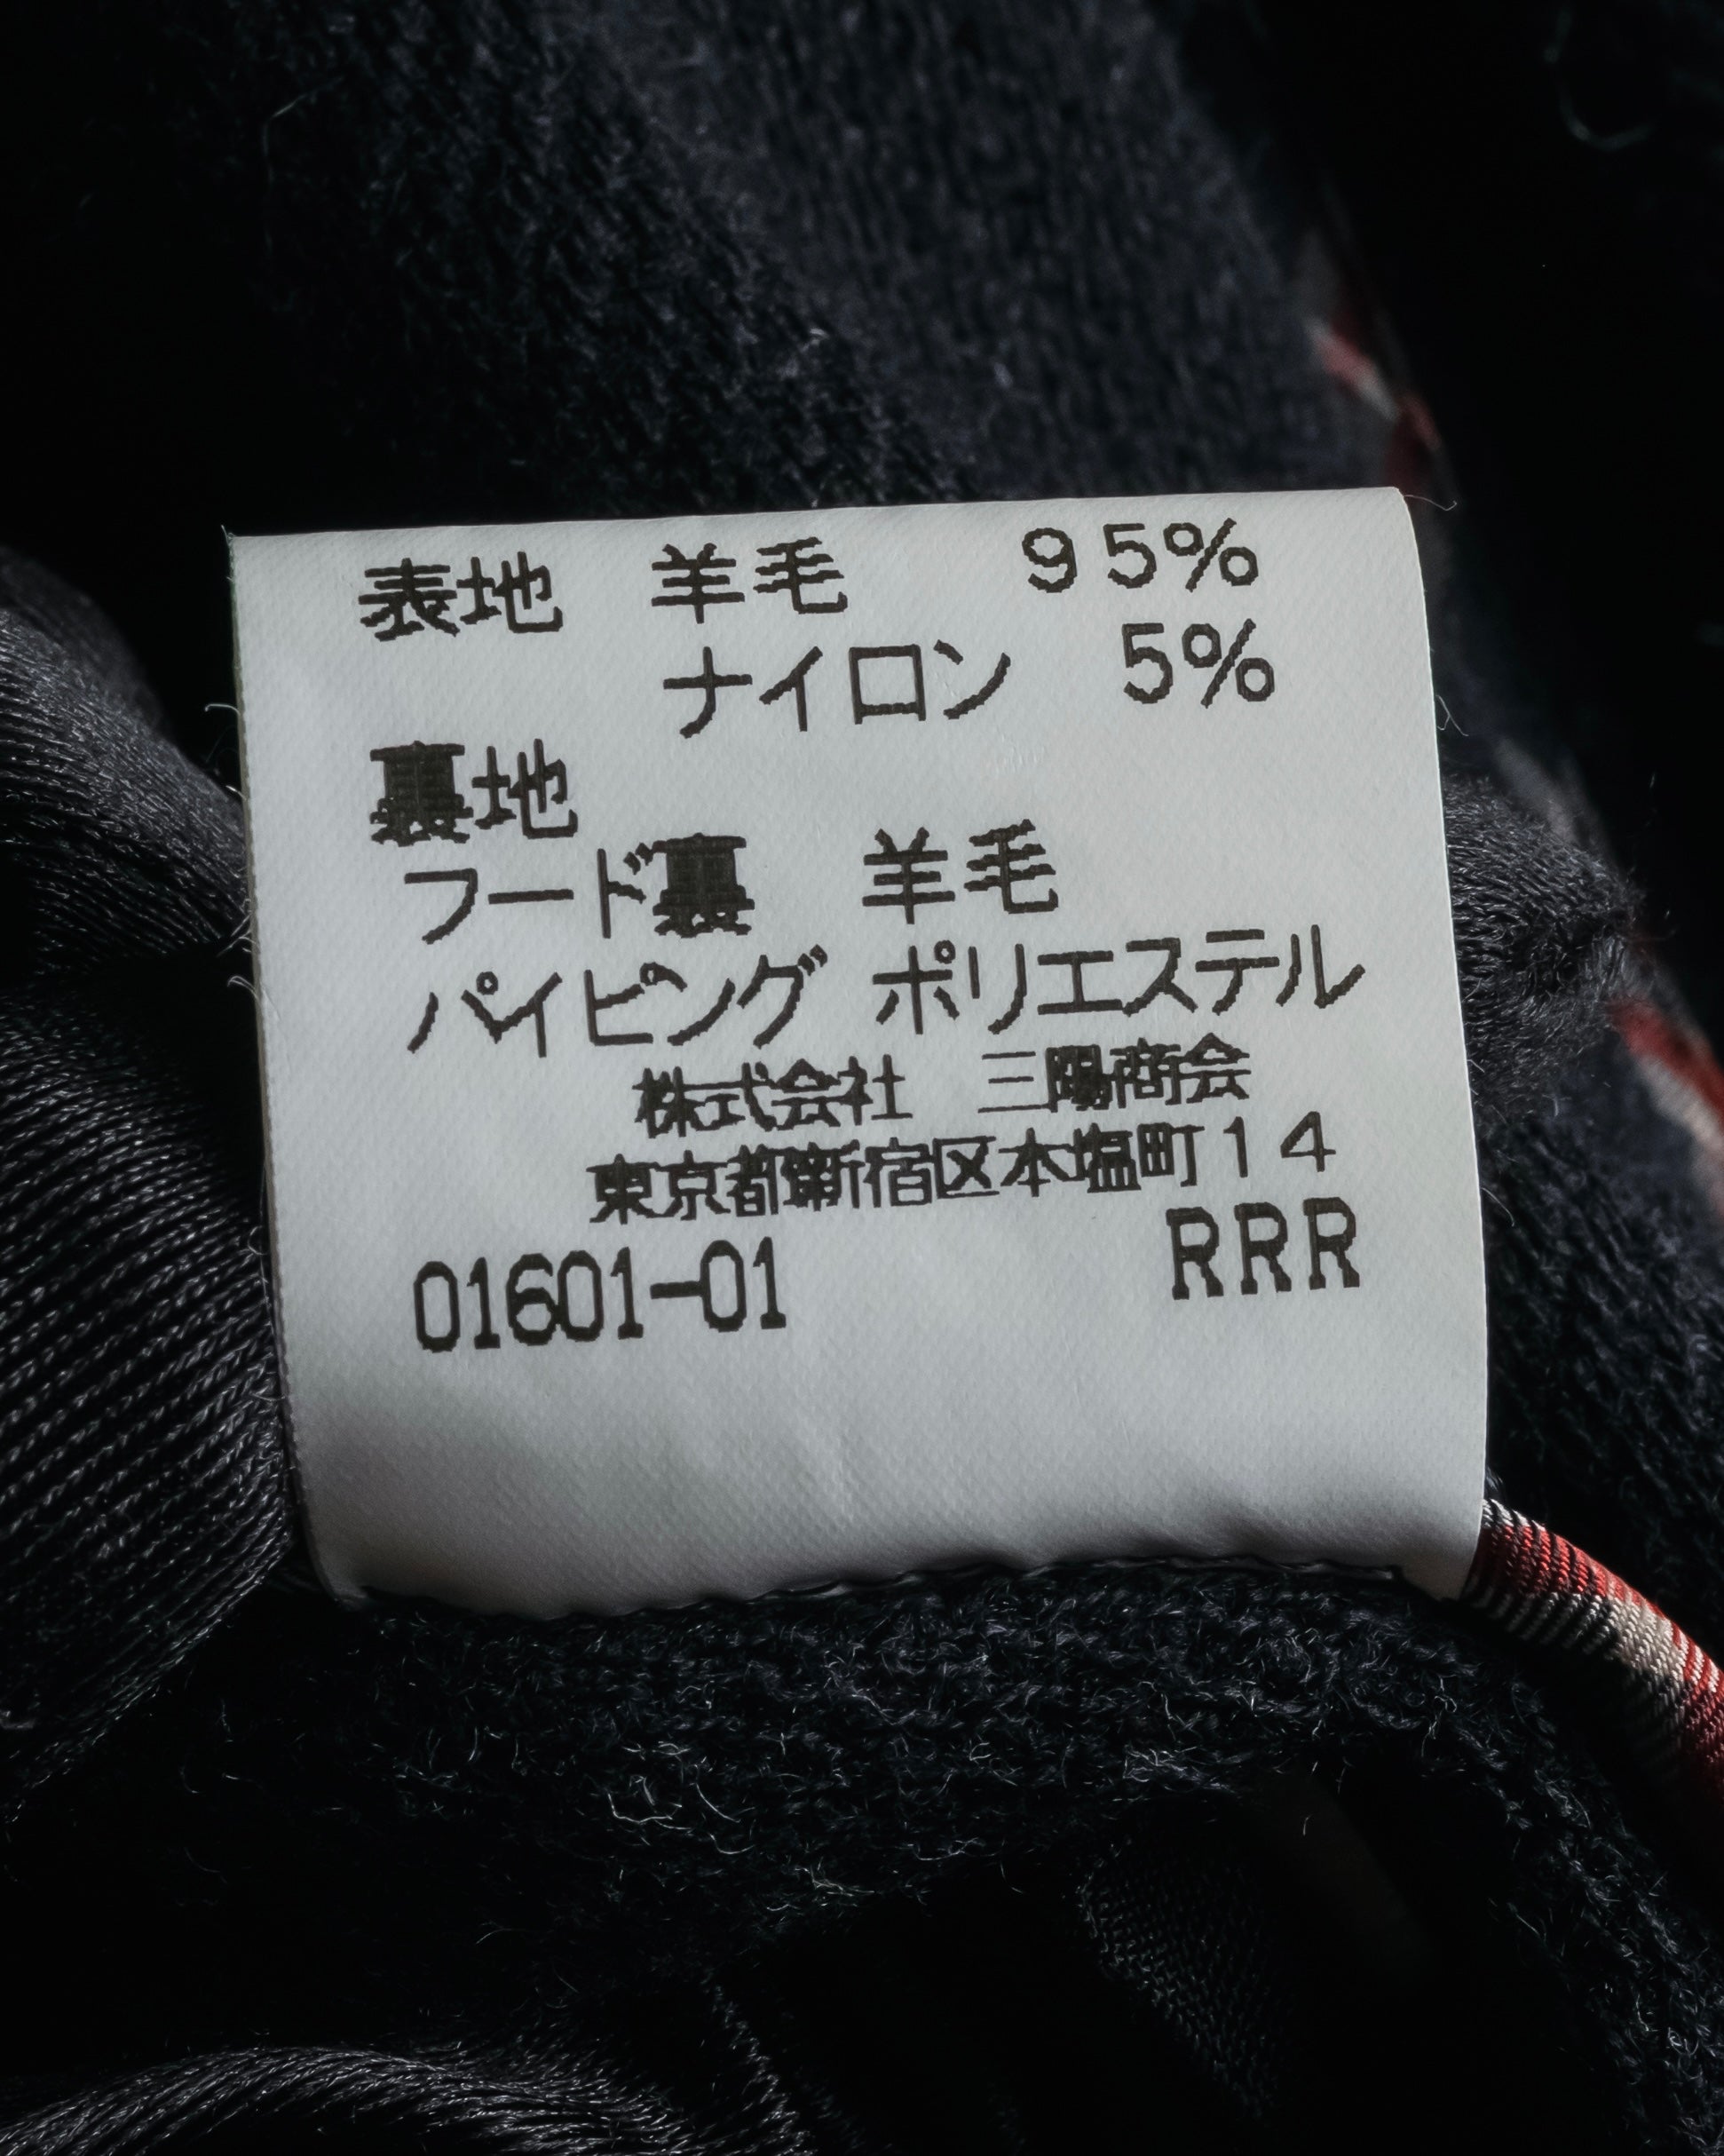 表地 羊毛 95%
ナイロン 5%
裏地
フード裏 羊毛
パイピング ポリエステル
株式会社 三陽商会
東京都新宿区本塩町14
01601-01 RRR